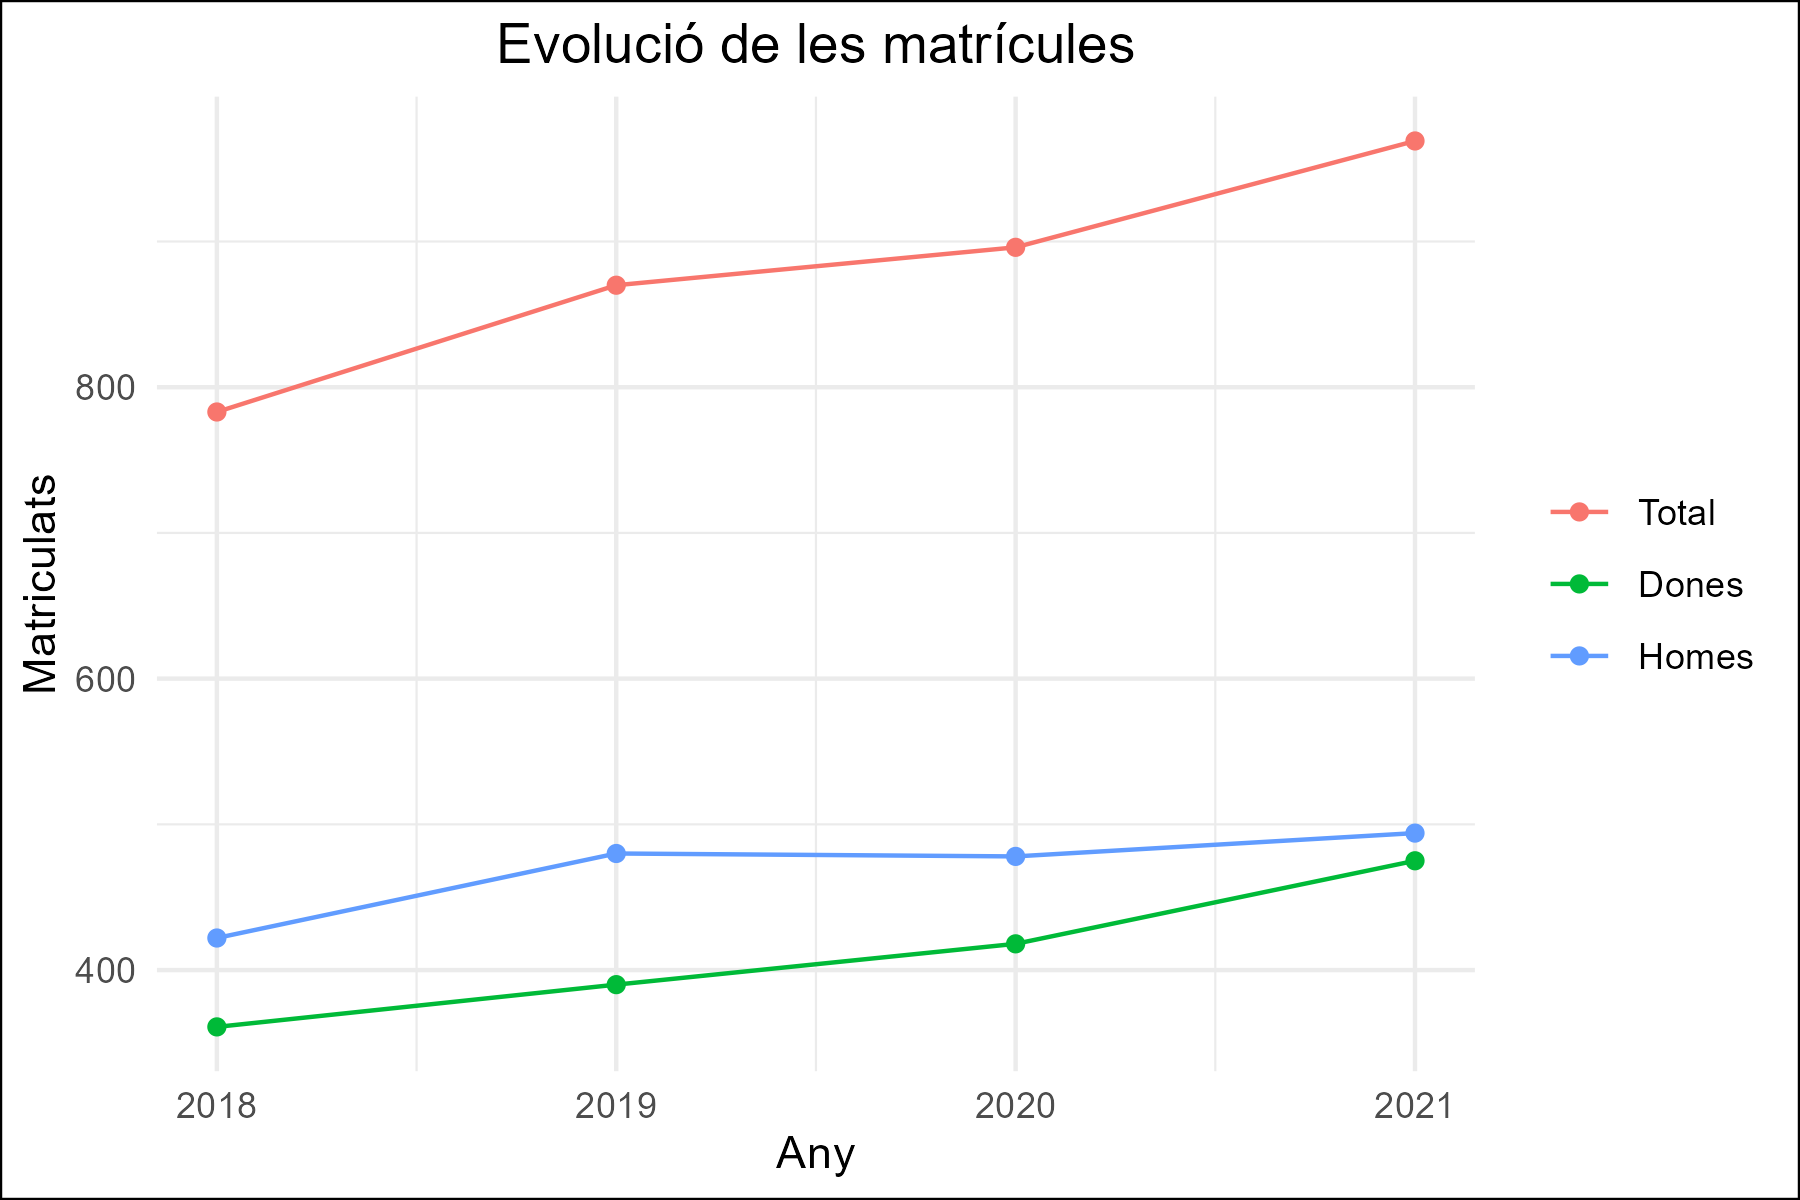 Evolució de les matrícules
Matriculats
800
600
400
2018
2019
2020
2021
Any
Total
Dones
Homes